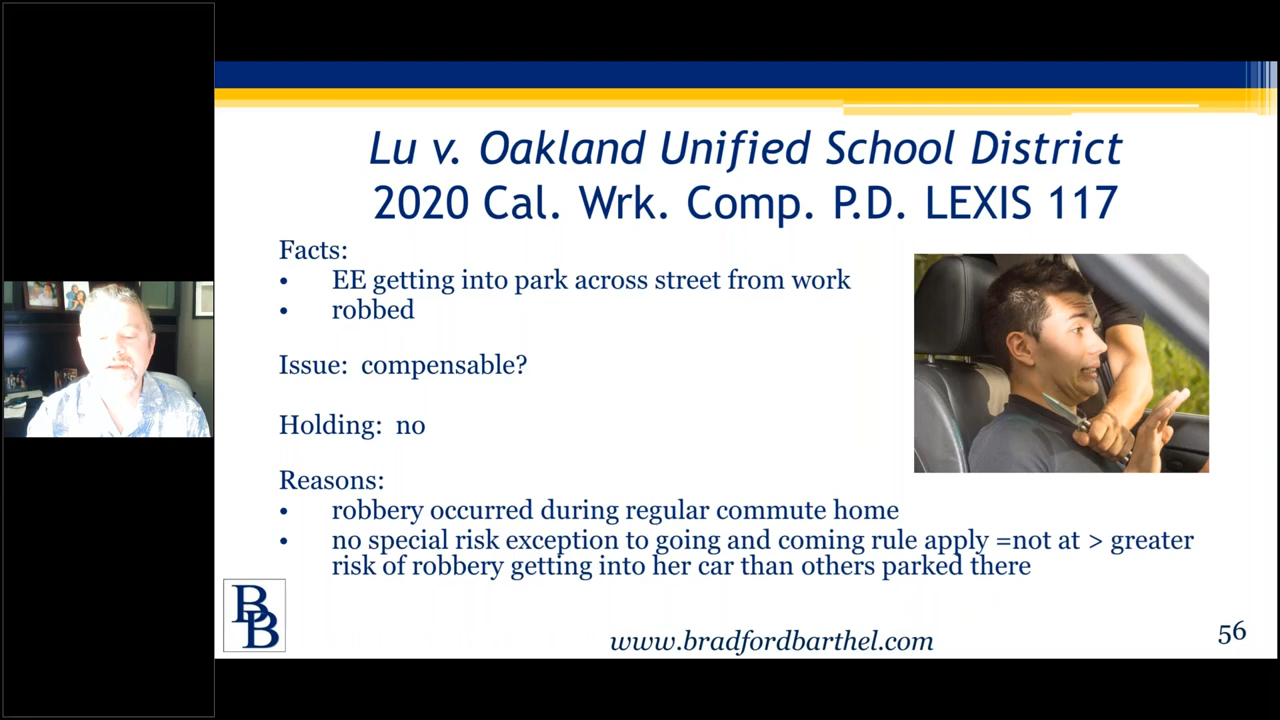 Lu v. Oakland Unified School District
2020 Cal. Wrk. Comp. P.D. LEXIS 117
Facts:
• EE getting into park across street from work
• robbed
Issue: compensable?
Holding: no
Reasons:
• robbery occurred during regular commute home
• no special risk exception to going and coming rule apply =not at > greater
risk of robbery getting into her car than others parked there
BB
www.bradfordbarthel.com
56